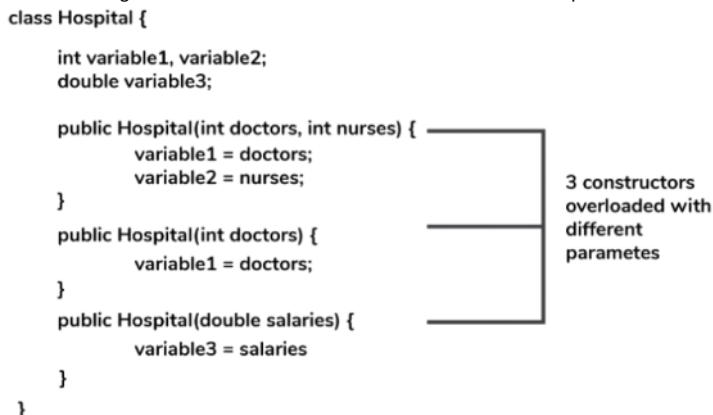 class Hospital {
int variable1, variable2;
double variable3;
public Hospital(int doctors, int nurses) {
variable1 = doctors;
variable2 = nurses;
}
public Hospital(int doctors) {
variable1 = doctors;
}
public Hospital(double salaries) {
variable3 = salaries
}
}
3 constructors
overloaded with
different
parametes